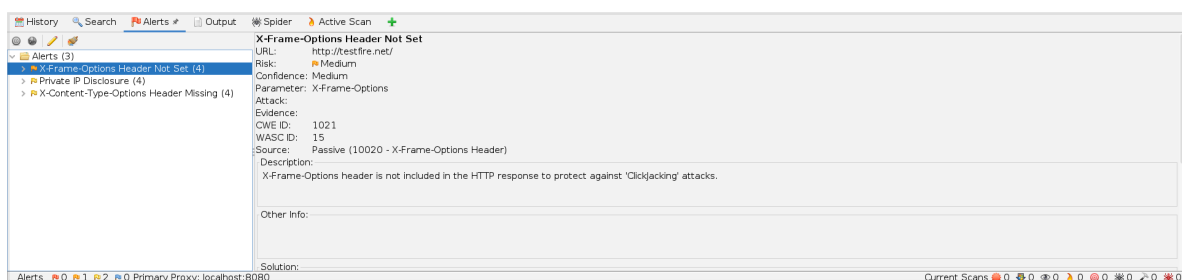 History Search Alerts Output Spider Active Scan
Alerts (3)
X-Frame-Options Header Not Set (4)
Private IP Disclosure (4)
X-Content-Type-Options Header Missing (4)
X-Frame-Options Header Not Set
URL: http://testfire.net/
Risk: Medium
Confidence: Medium
Parameter: X-Frame-Options
Attack:
Evidence:
CWE ID: 1021
WASC ID: 15
Source: Passive (10020 - X-Frame-Options Header)
Description:
X-Frame-Options header is not included in the HTTP response to protect against 'ClickJacking' attacks.
Other Info:
Solution:
Alerts 0 1 2 0 Primary Proxy: localhost:8080 Current Scans 0 0 0 0 0 0 0 0